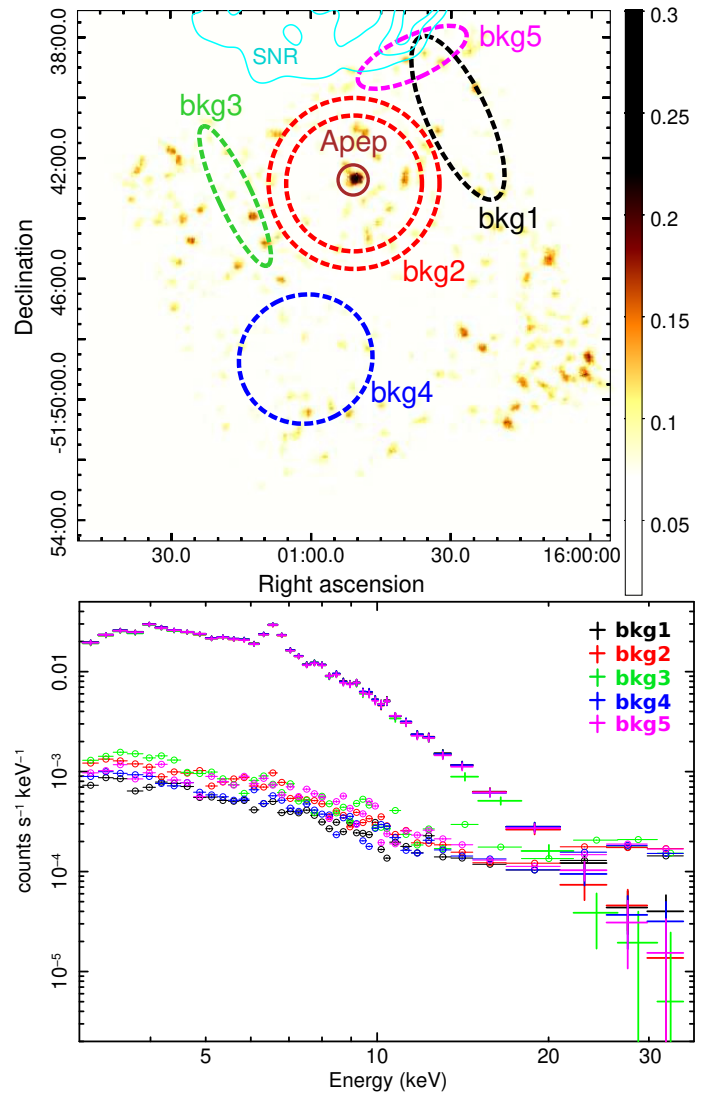 SNR
bkg5
bkg3
Apep
bkg1
bkg2
bkg4
Declination
38:00.0
42:00.0
46:00.0
-51:50:00.0
54:00.0
30.0
01:00.0
30.0
16:00:00
Right ascension
0.3
0.25
0.2
0.15
0.1
0.05
bkg1
bkg2
bkg3
bkg4
bkg5
counts s⁻¹ keV⁻¹
0.01
10⁻³
10⁻⁴
10⁻⁵
5
10
20
30
Energy (keV)